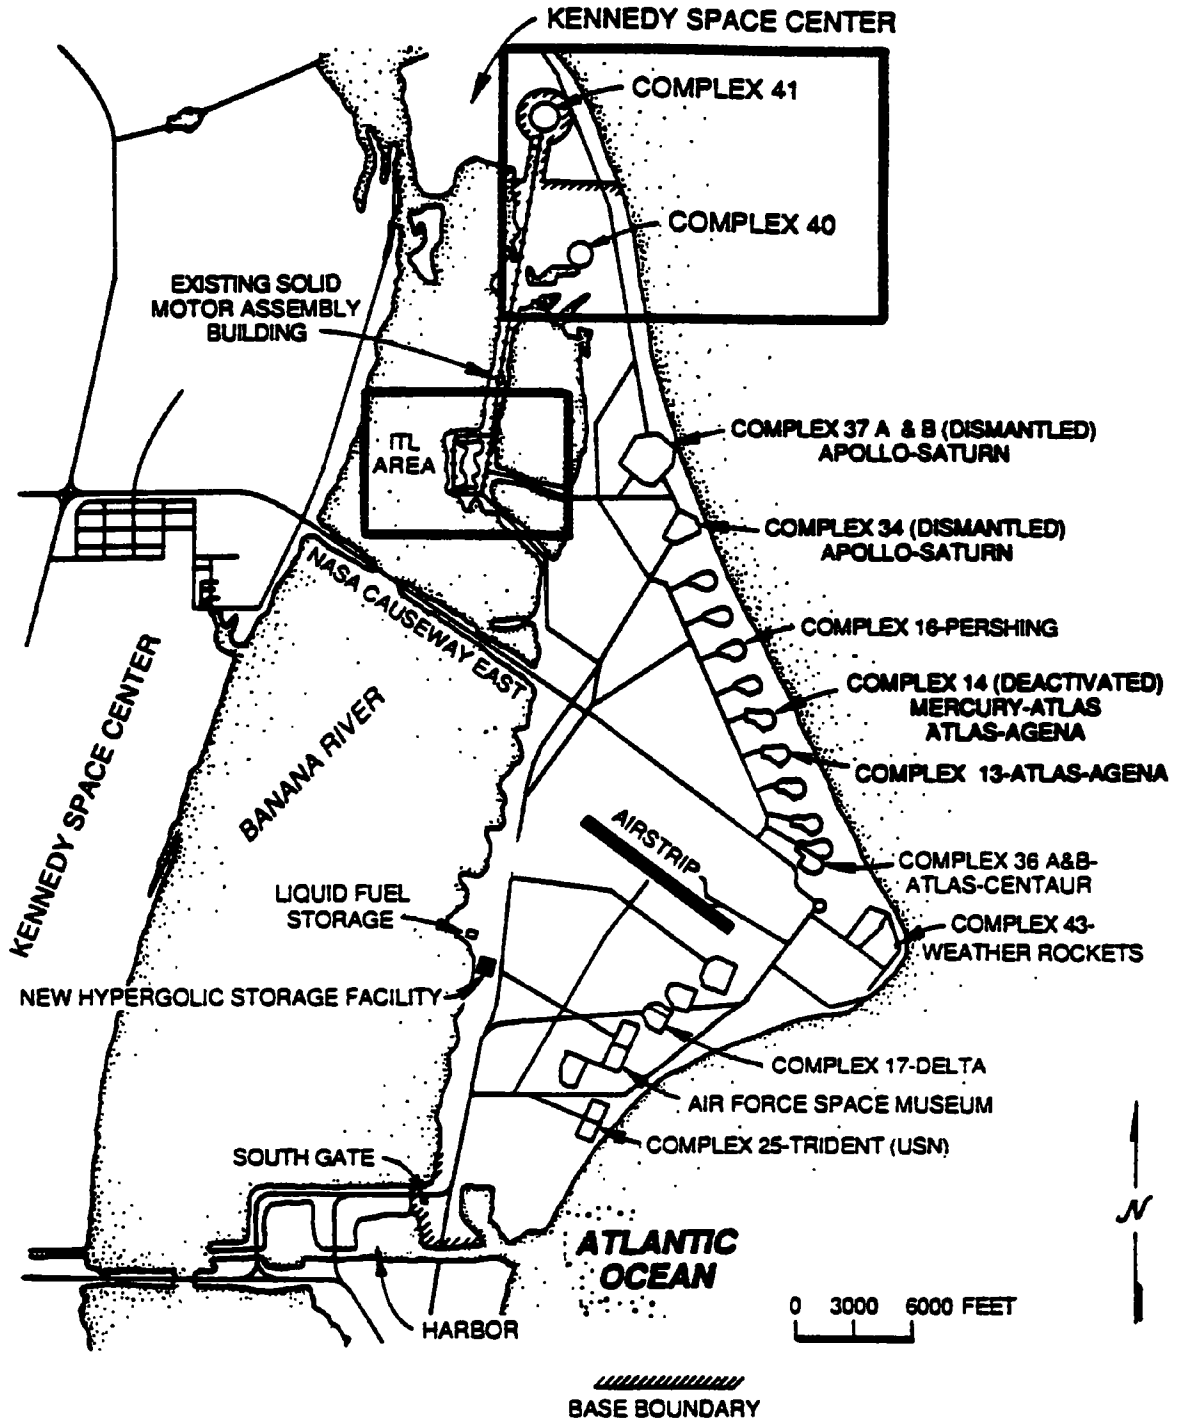 KENNEDY SPACE CENTER
COMPLEX 41
COMPLEX 40
EXISTING SOLID
MOTOR ASSEMBLY
BUILDING
ITL
AREA
COMPLEX 37 A & B (DISMANTLED)
APOLLO-SATURN
COMPLEX 34 (DISMANTLED)
APOLLO-SATURN
NASA CAUSEWAY EAST
COMPLEX 16-PERSHING
KENNEDY SPACE CENTER
BANANA RIVER
COMPLEX 14 (DEACTIVATED)
MERCURY-ATLAS
ATLAS-AGENA
COMPLEX 13-ATLAS-AGENA
AIRSTRIP
COMPLEX 36 A&B-
ATLAS-CENTAUR
LIQUID FUEL
STORAGE
COMPLEX 43-
WEATHER ROCKETS
NEW HYPERGOLIC STORAGE FACILITY
COMPLEX 17-DELTA
AIR FORCE SPACE MUSEUM
COMPLEX 25-TRIDENT (USN)
SOUTH GATE
N
ATLANTIC
OCEAN
0 3000 6000 FEET
HARBOR
BASE BOUNDARY